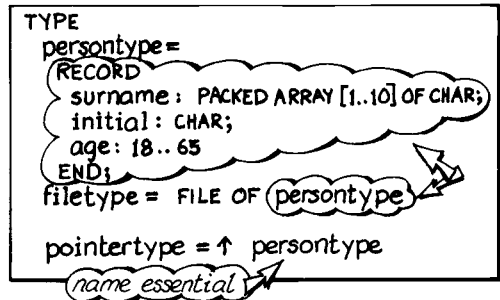 TYPE
persontype=
RECORD
surname: PACKED ARRAY [1..10] OF CHAR;
initial: CHAR;
age: 18..65
END;
filetype = FILE OF persontype
pointertype = ↑ persontype
name essential